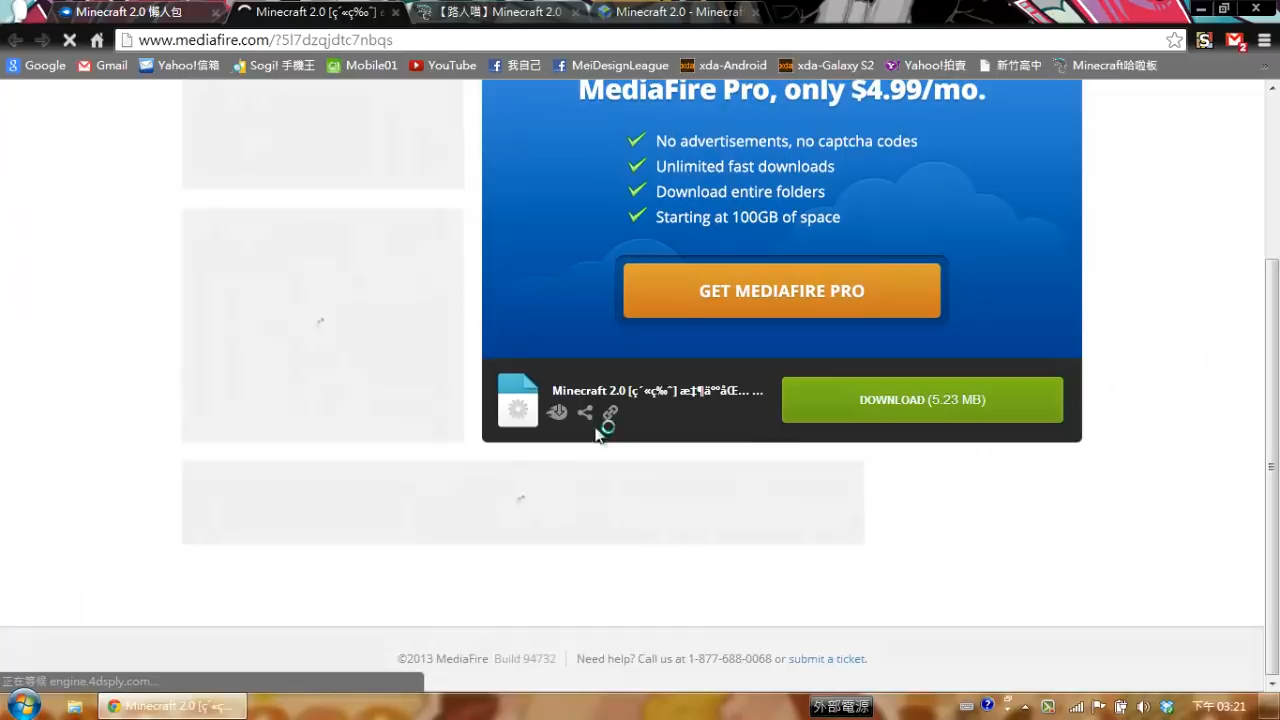 Minecraft 2.0 懶人包
Minecraft 2.0 [ç´«ç‰ˆ] e
【路人喵】Minecraft 2.0
Minecraft 2.0 - Minecraf
www.mediafire.com/?5l7dzqjdtc7nbqs
Google Gmail Yahoo!信箱 Sogi! 手機王 Mobile01 YouTube 我自己 MeiDesignLeague xda-Android xda-Galaxy S2 Yahoo!拍賣 新竹高中 Minecraft哈啦板 »
MediaFire Pro, only $4.99/mo.
No advertisements, no captcha codes
Unlimited fast downloads
Download entire folders
Starting at 100GB of space
GET MEDIAFIRE PRO
Minecraft 2.0 [ç´«ç‰ˆ] æ‡¶äººåŒ… ...
DOWNLOAD (5.23 MB)
©2013 MediaFire Build 94732 Need help? Call us at 1-877-688-0068 or submit a ticket.
正在等候 engine.4dsply.com...
Minecraft 2.0 [ç´«ç...
外部電源
下午 03:21